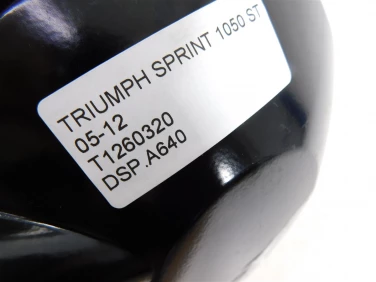 TRIUMPH SPRINT 1050 ST
05-12
T1260320
DSP.A640